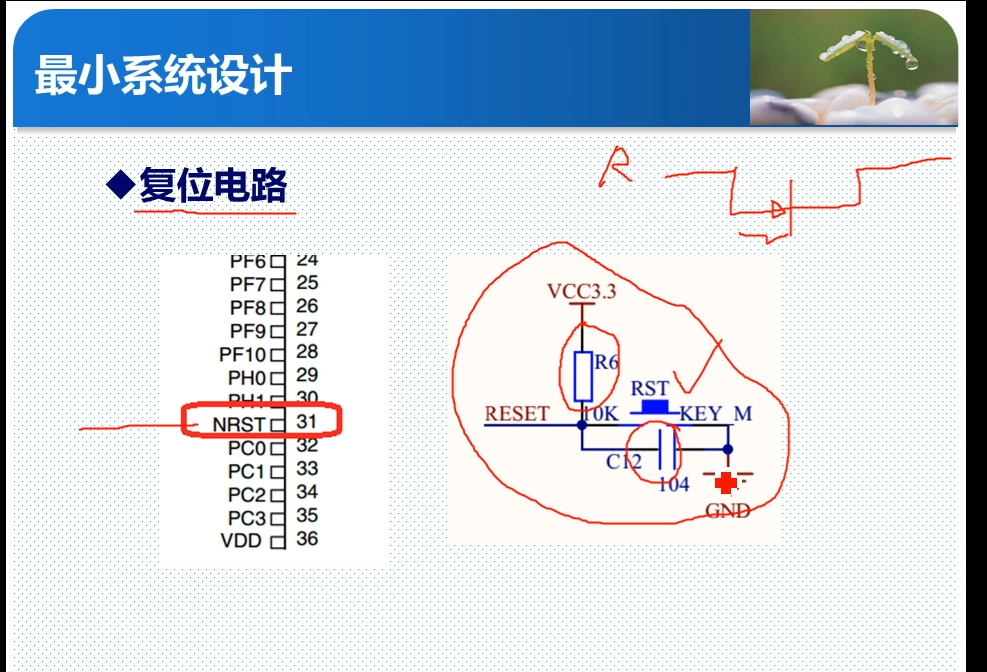 最小系统设计
◆复位电路
R
PF6 24
PF7 25
PF8 26
PF9 27
PF10 28
PH0 29
PH1 30
NRST 31
PC0 32
PC1 33
PC2 34
PC3 35
VDD 36
VCC3.3
R6
RST
RESET 10K KEY_M
C12
104
GND